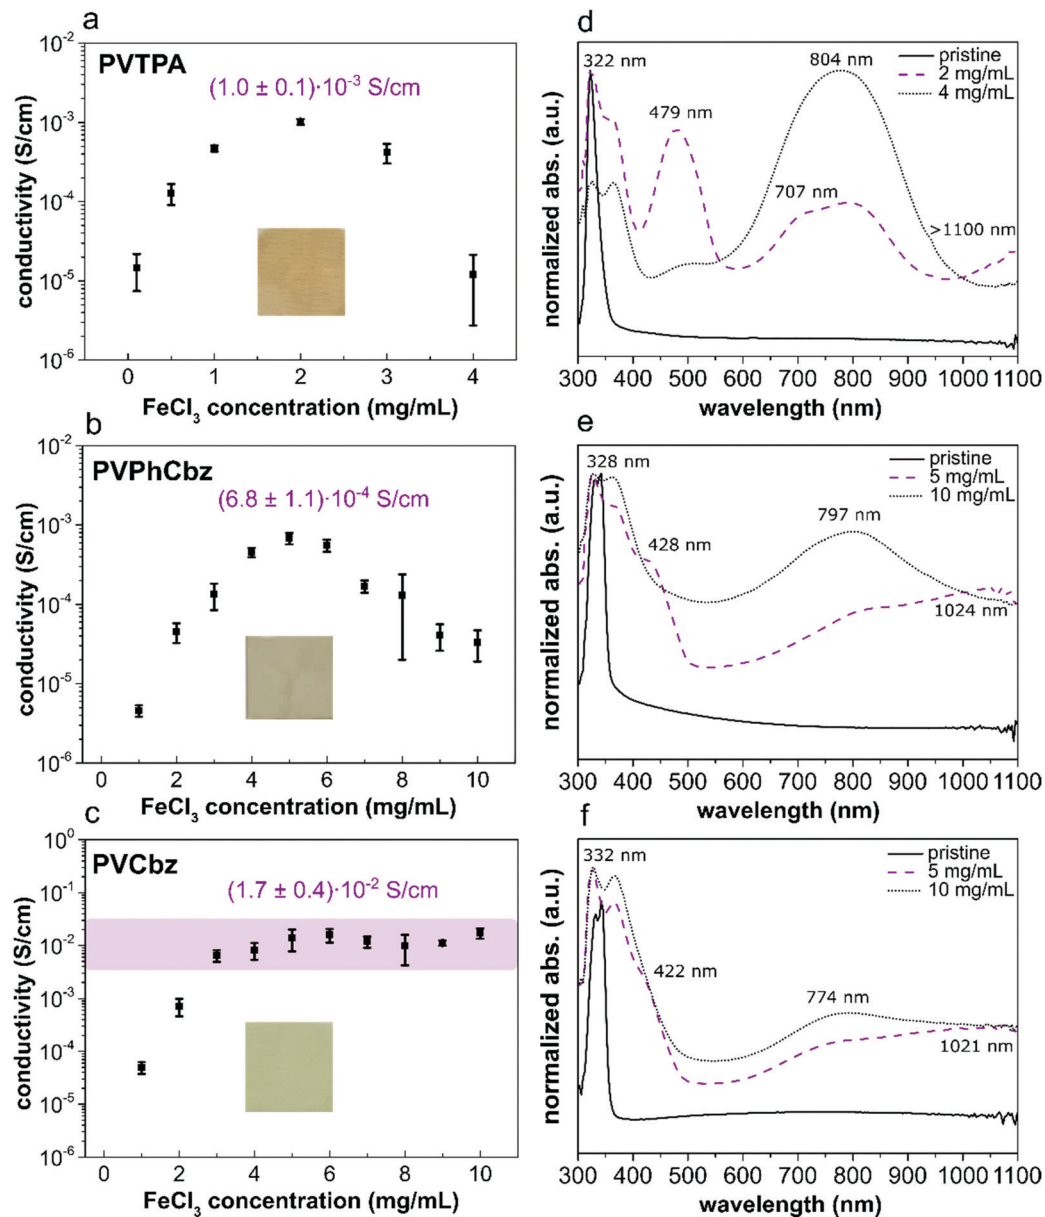 a
PVTPA
(1.0 ± 0.1)·10⁻³ S/cm
10⁻²
10⁻³
10⁻⁴
10⁻⁵
10⁻⁶
conductivity (S/cm)
0 1 2 3 4
FeCl₃ concentration (mg/mL)
d
322 nm
479 nm
804 nm
707 nm
>1100 nm
pristine
2 mg/mL
4 mg/mL
normalized abs. (a.u.)
300 400 500 600 700 800 900 1000 1100
wavelength (nm)
b
PVPhCbz
(6.8 ± 1.1)·10⁻⁴ S/cm
10⁻²
10⁻³
10⁻⁴
10⁻⁵
10⁻⁶
conductivity (S/cm)
0 2 4 6 8 10
FeCl₃ concentration (mg/mL)
e
328 nm
428 nm
797 nm
1024 nm
pristine
5 mg/mL
10 mg/mL
normalized abs. (a.u.)
300 400 500 600 700 800 900 1000 1100
wavelength (nm)
c
PVCbz
(1.7 ± 0.4)·10⁻² S/cm
10⁰
10⁻¹
10⁻²
10⁻³
10⁻⁴
10⁻⁵
10⁻⁶
conductivity (S/cm)
0 2 4 6 8 10
FeCl₃ concentration (mg/mL)
f
332 nm
422 nm
774 nm
1021 nm
pristine
5 mg/mL
10 mg/mL
normalized abs. (a.u.)
300 400 500 600 700 800 900 1000 1100
wavelength (nm)